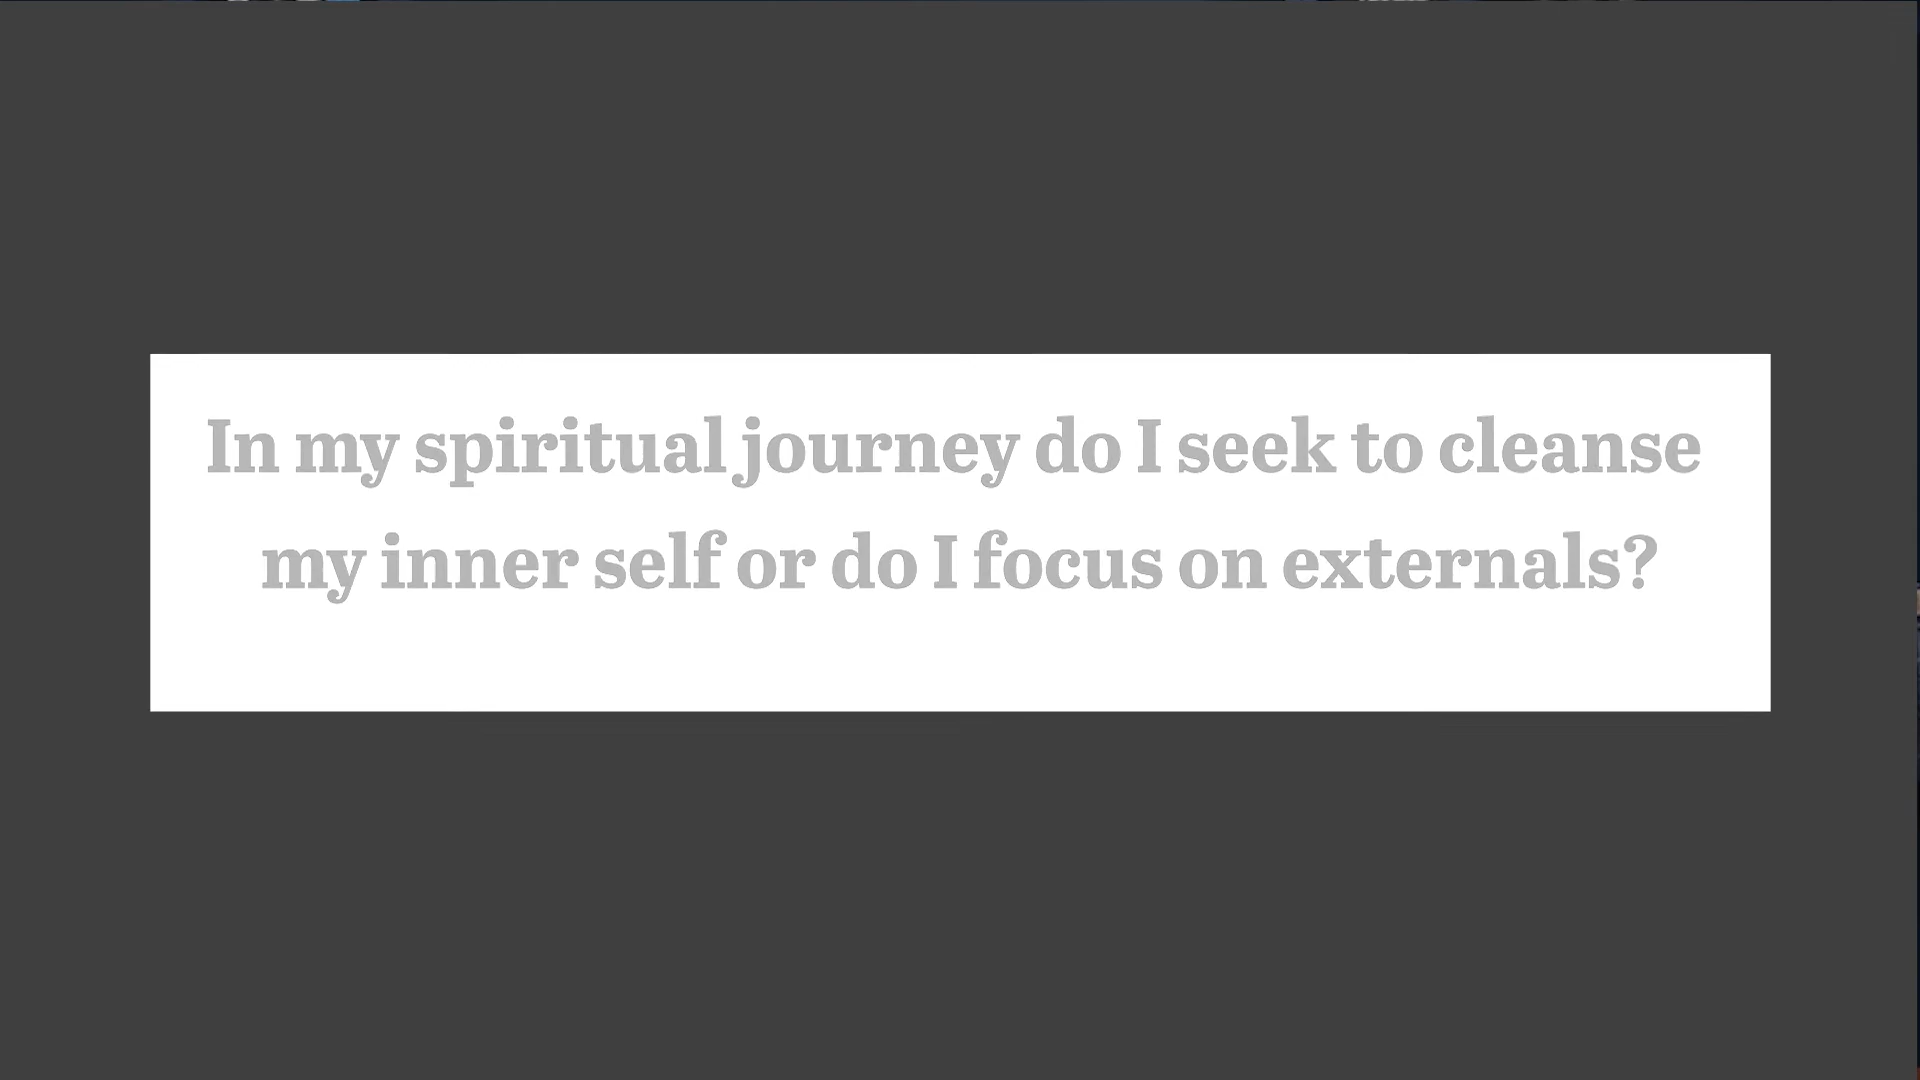 In my spiritual journey do I seek to cleanse
my inner self or do I focus on externals?